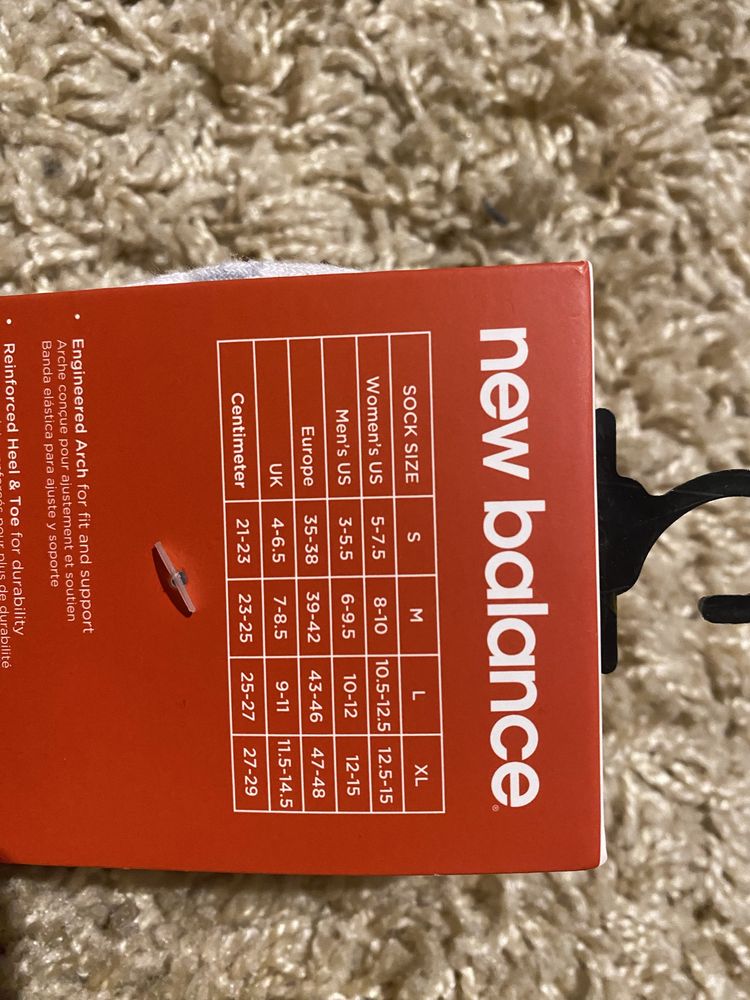 new balance®
SOCK SIZE S M L XL
Women's US 5-7.5 8-10 10.5-12.5 12.5-15
Men's US 3-5.5 6-9.5 10-12 12-15
Europe 35-38 39-42 43-46 47-48
UK 4-6.5 7-8.5 9-11 11.5-14.5
Centimeter 21-23 23-25 25-27 27-29
• Engineered Arch for fit and support
Arche conçue pour ajustement et soutien
Banda elástica para ajuste y soporte
• Reinforced Heel & Toe for durability
pour plus de durabilité